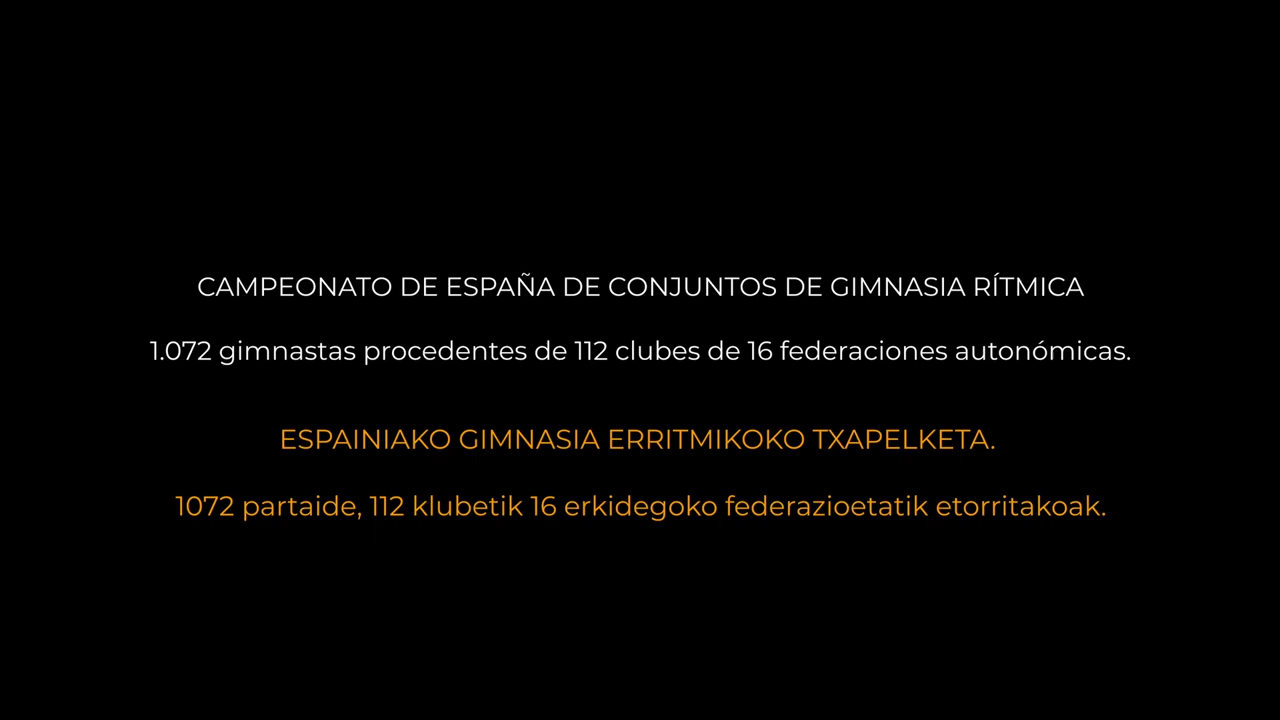 CAMPEONATO DE ESPAÑA DE CONJUNTOS DE GIMNASIA RÍTMICA
1.072 gimnastas procedentes de 112 clubes de 16 federaciones autonómicas.
ESPAINIAKO GIMNASIA ERRITMIKOKO TXAPELKETA.
1072 partaide, 112 klubetik 16 erkidegoko federazioetatik etorritakoak.